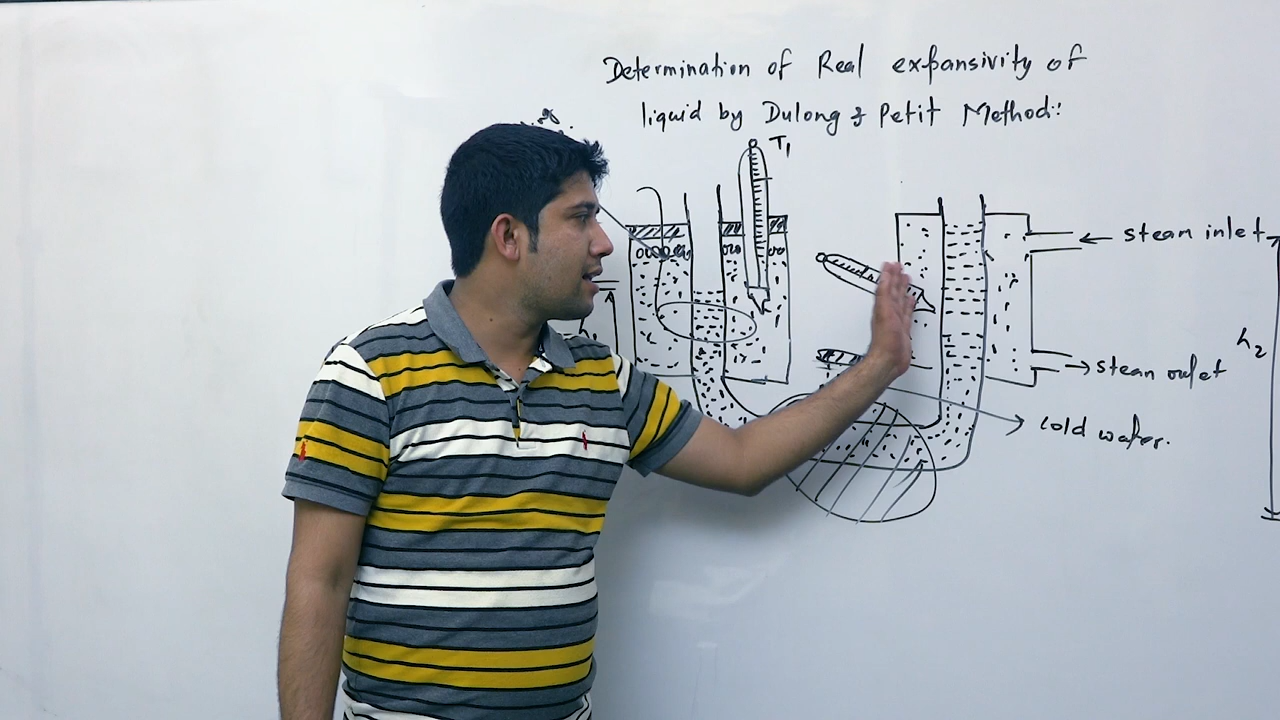 Determination of Real expansivity of
liquid by Dulong & Petit Method:
T1
steam inlet
h2
steam outlet
cold water.